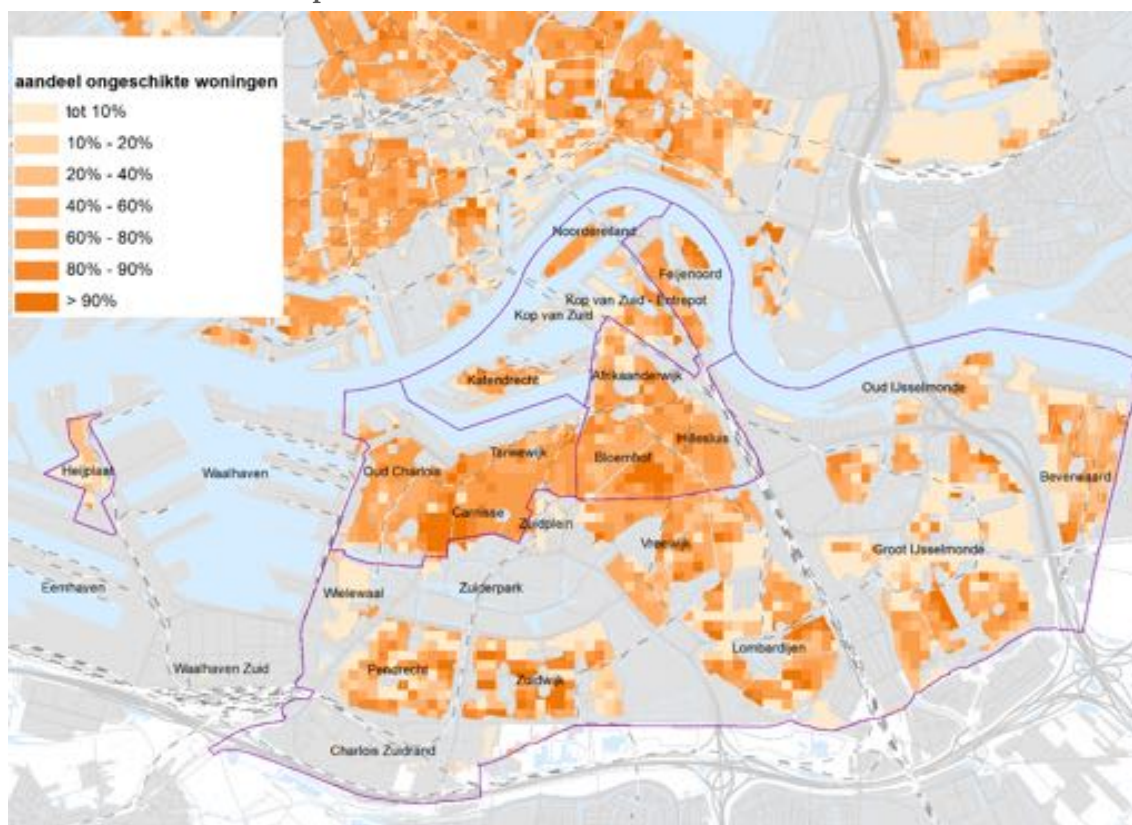 aandeel ongeschikte woningen
tot 10%
10% - 20%
20% - 40%
40% - 60%
60% - 80%
80% - 90%
> 90%
Noordereiland
Feijenoord
Kop van Zuid - Entrepot
Kop van Zuid
Katendrecht
Afrikaanderwijk
Oud IJsselmonde
Heijplaat
Waalhaven
Oud Charlois
Tarwewijk
Hillesluis
Bloemhof
Beverwaard
Carnisse
Zuidplein
Vreewijk
Groot IJsselmonde
Eemhaven
Wielewaal
Zuiderpark
Waalhaven Zuid
Pendrecht
Zuidwijk
Lombardijen
Charlois Zuidrand